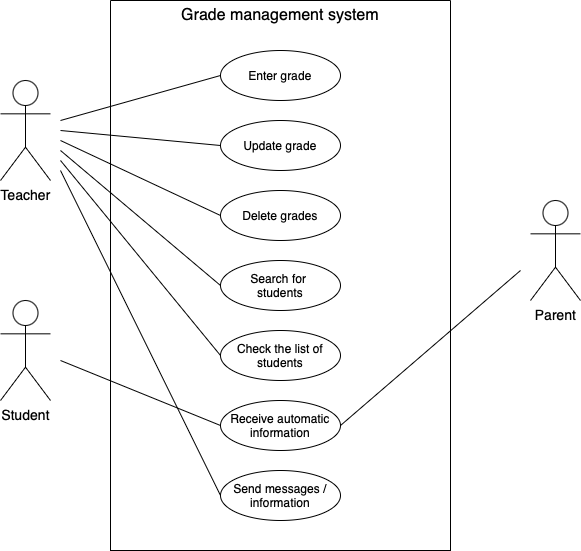 Grade management system
Enter grade
Update grade
Teacher
Delete grades
Search for
students
Parent
Check the list of
students
Student
Receive automatic
information
Send messages /
information